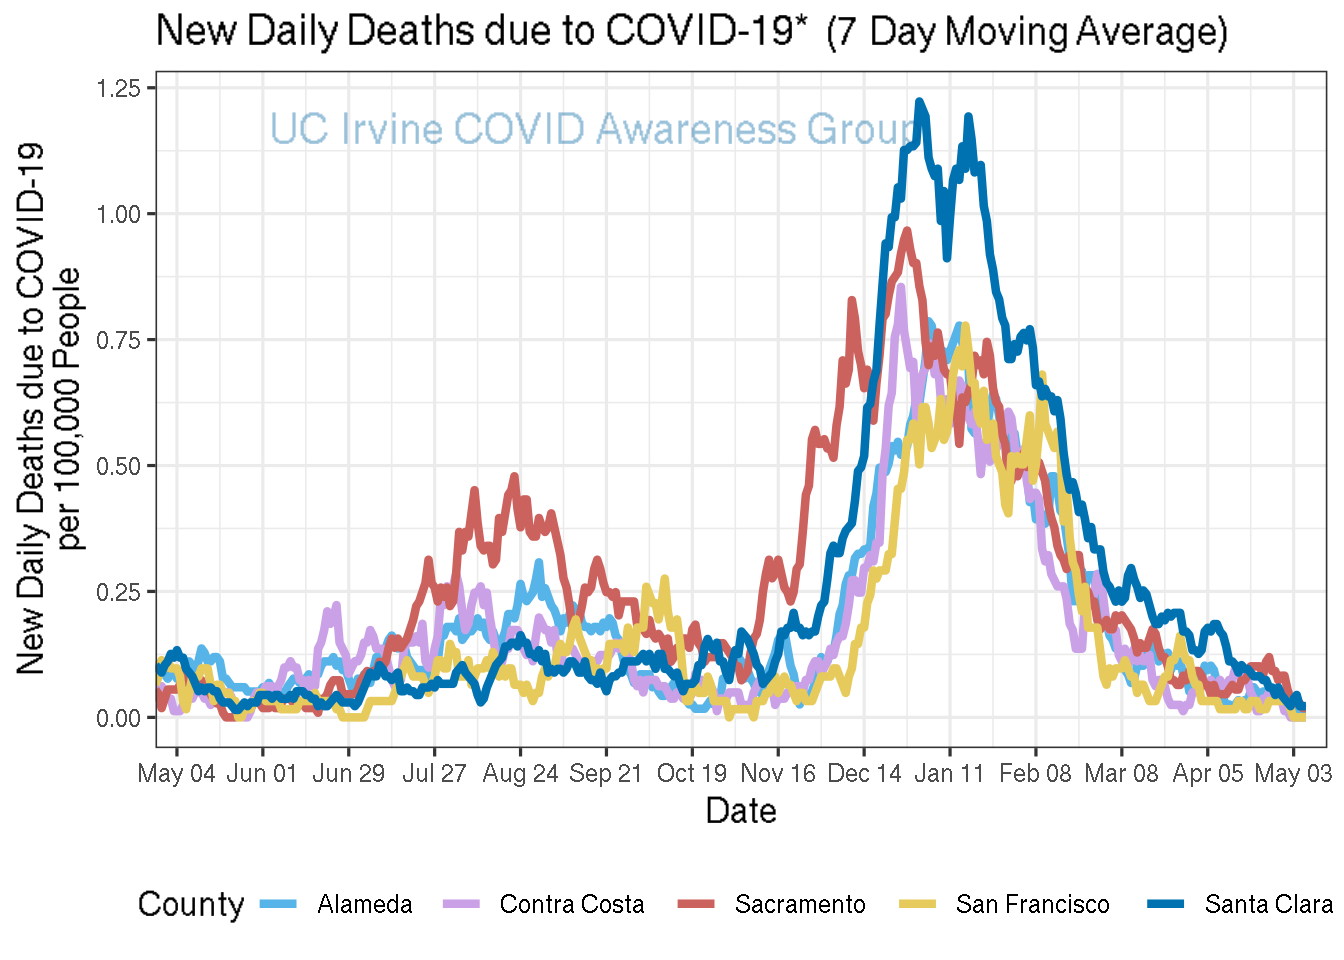 New Daily Deaths due to COVID-19* (7 Day Moving Average)
UC Irvine COVID Awareness Group
New Daily Deaths due to COVID-19
per 100,000 People
1.25
1.00
0.75
0.50
0.25
0.00
May 04 Jun 01 Jun 29 Jul 27 Aug 24 Sep 21 Oct 19 Nov 16 Dec 14 Jan 11 Feb 08 Mar 08 Apr 05 May 03
Date
County Alameda Contra Costa Sacramento San Francisco Santa Clara